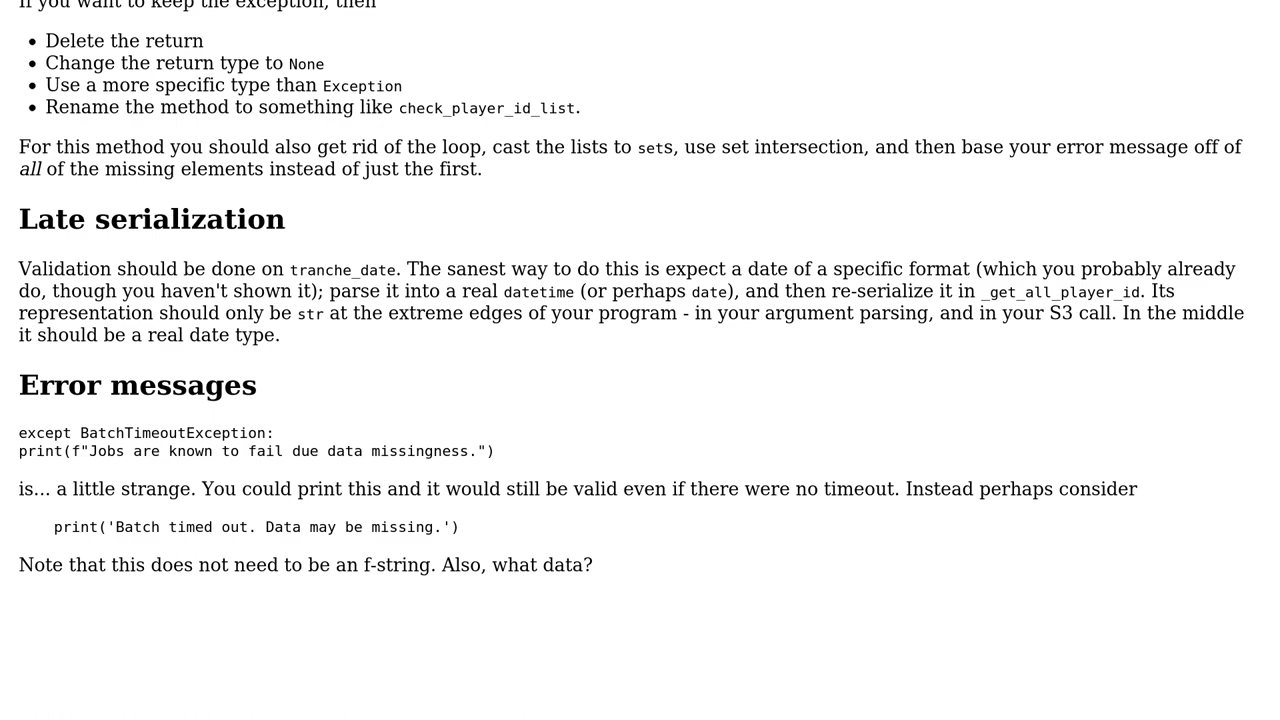 If you want to keep the exception, then
• Delete the return
• Change the return type to None
• Use a more specific type than Exception
• Rename the method to something like check_player_id_list.
For this method you should also get rid of the loop, cast the lists to sets, use set intersection, and then base your error message off of
all of the missing elements instead of just the first.
Late serialization
Validation should be done on tranche_date. The sanest way to do this is expect a date of a specific format (which you probably already
do, though you haven't shown it); parse it into a real datetime (or perhaps date), and then re-serialize it in _get_all_player_id. Its
representation should only be str at the extreme edges of your program - in your argument parsing, and in your S3 call. In the middle
it should be a real date type.
Error messages
except BatchTimeoutException:
print(f"Jobs are known to fail due data missingness.")
is... a little strange. You could print this and it would still be valid even if there were no timeout. Instead perhaps consider
print('Batch timed out. Data may be missing.')
Note that this does not need to be an f-string. Also, what data?